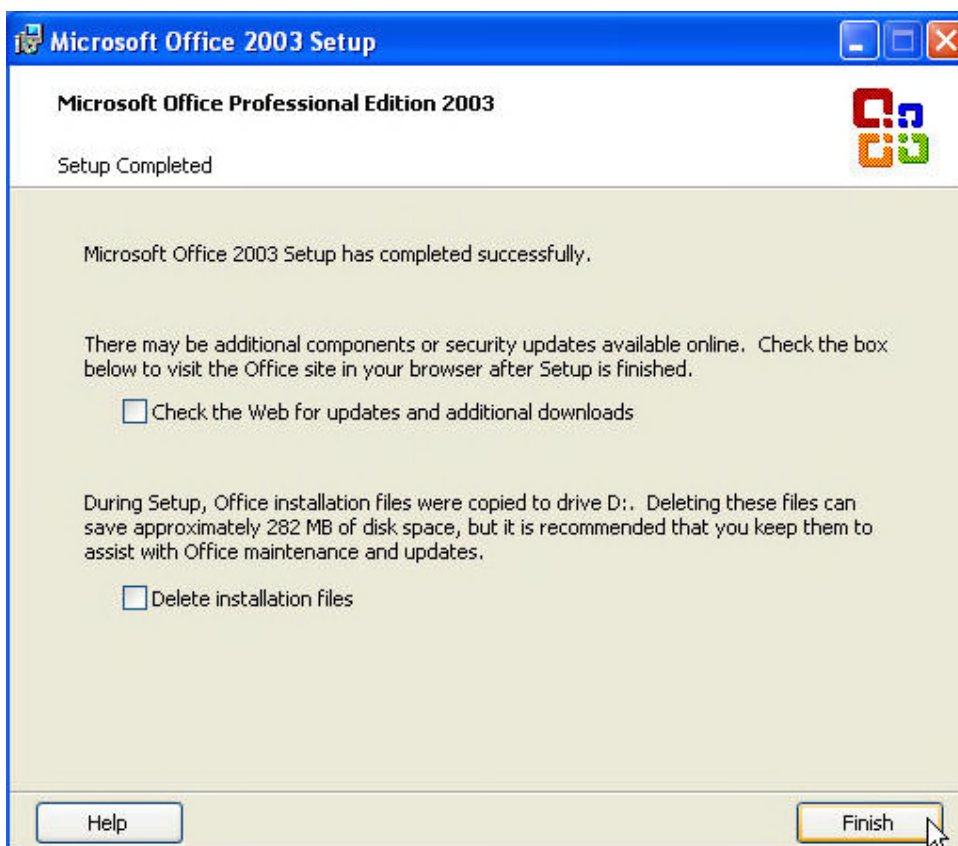 Microsoft Office 2003 Setup
Microsoft Office Professional Edition 2003
Setup Completed
Microsoft Office 2003 Setup has completed successfully.
There may be additional components or security updates available online.  Check the box
below to visit the Office site in your browser after Setup is finished.
Check the Web for updates and additional downloads
During Setup, Office installation files were copied to drive D:.  Deleting these files can
save approximately 282 MB of disk space, but it is recommended that you keep them to
assist with Office maintenance and updates.
Delete installation files
Help
Finish